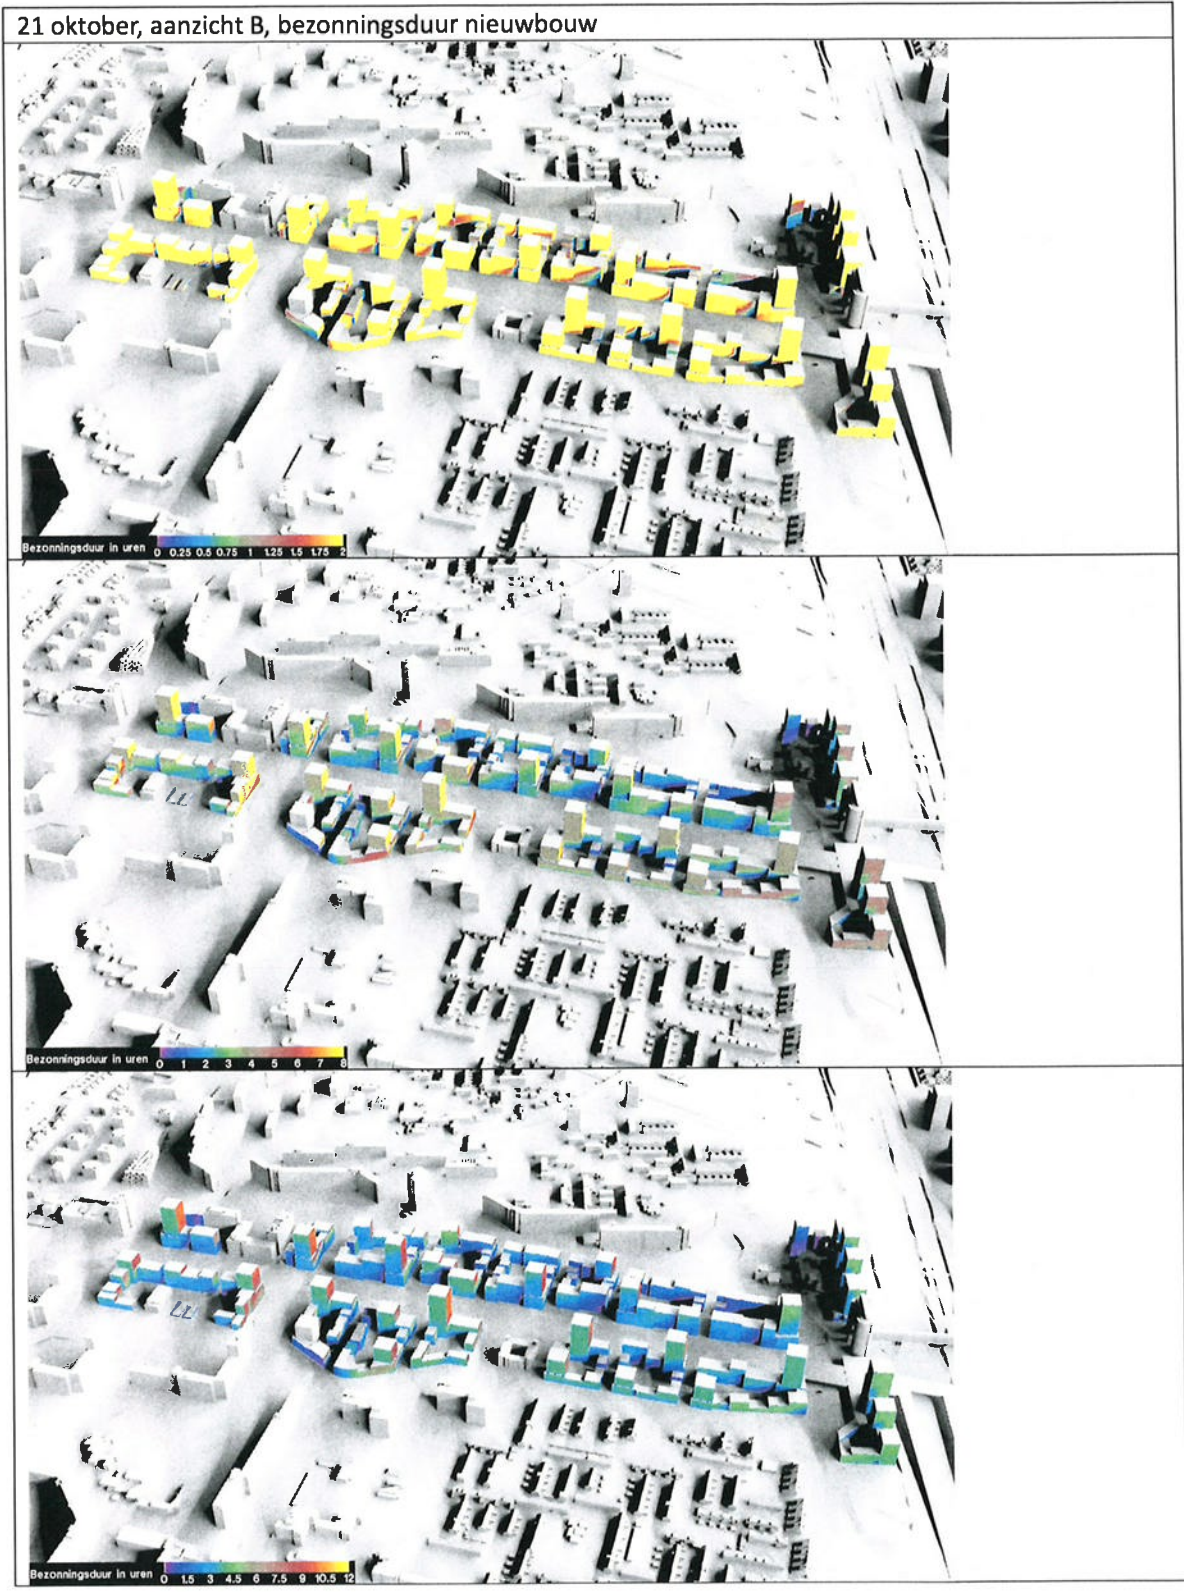 21 oktober, aanzicht B, bezonningsduur nieuwbouw
Bezonningsduur in uren 0 0.25 0.5 0.75 1 1.25 1.5 1.75 2
Bezonningsduur in uren 0 1 2 3 4 5 6 7 8
Bezonningsduur in uren 0 1.5 3 4.5 6 7.5 9 10.5 12